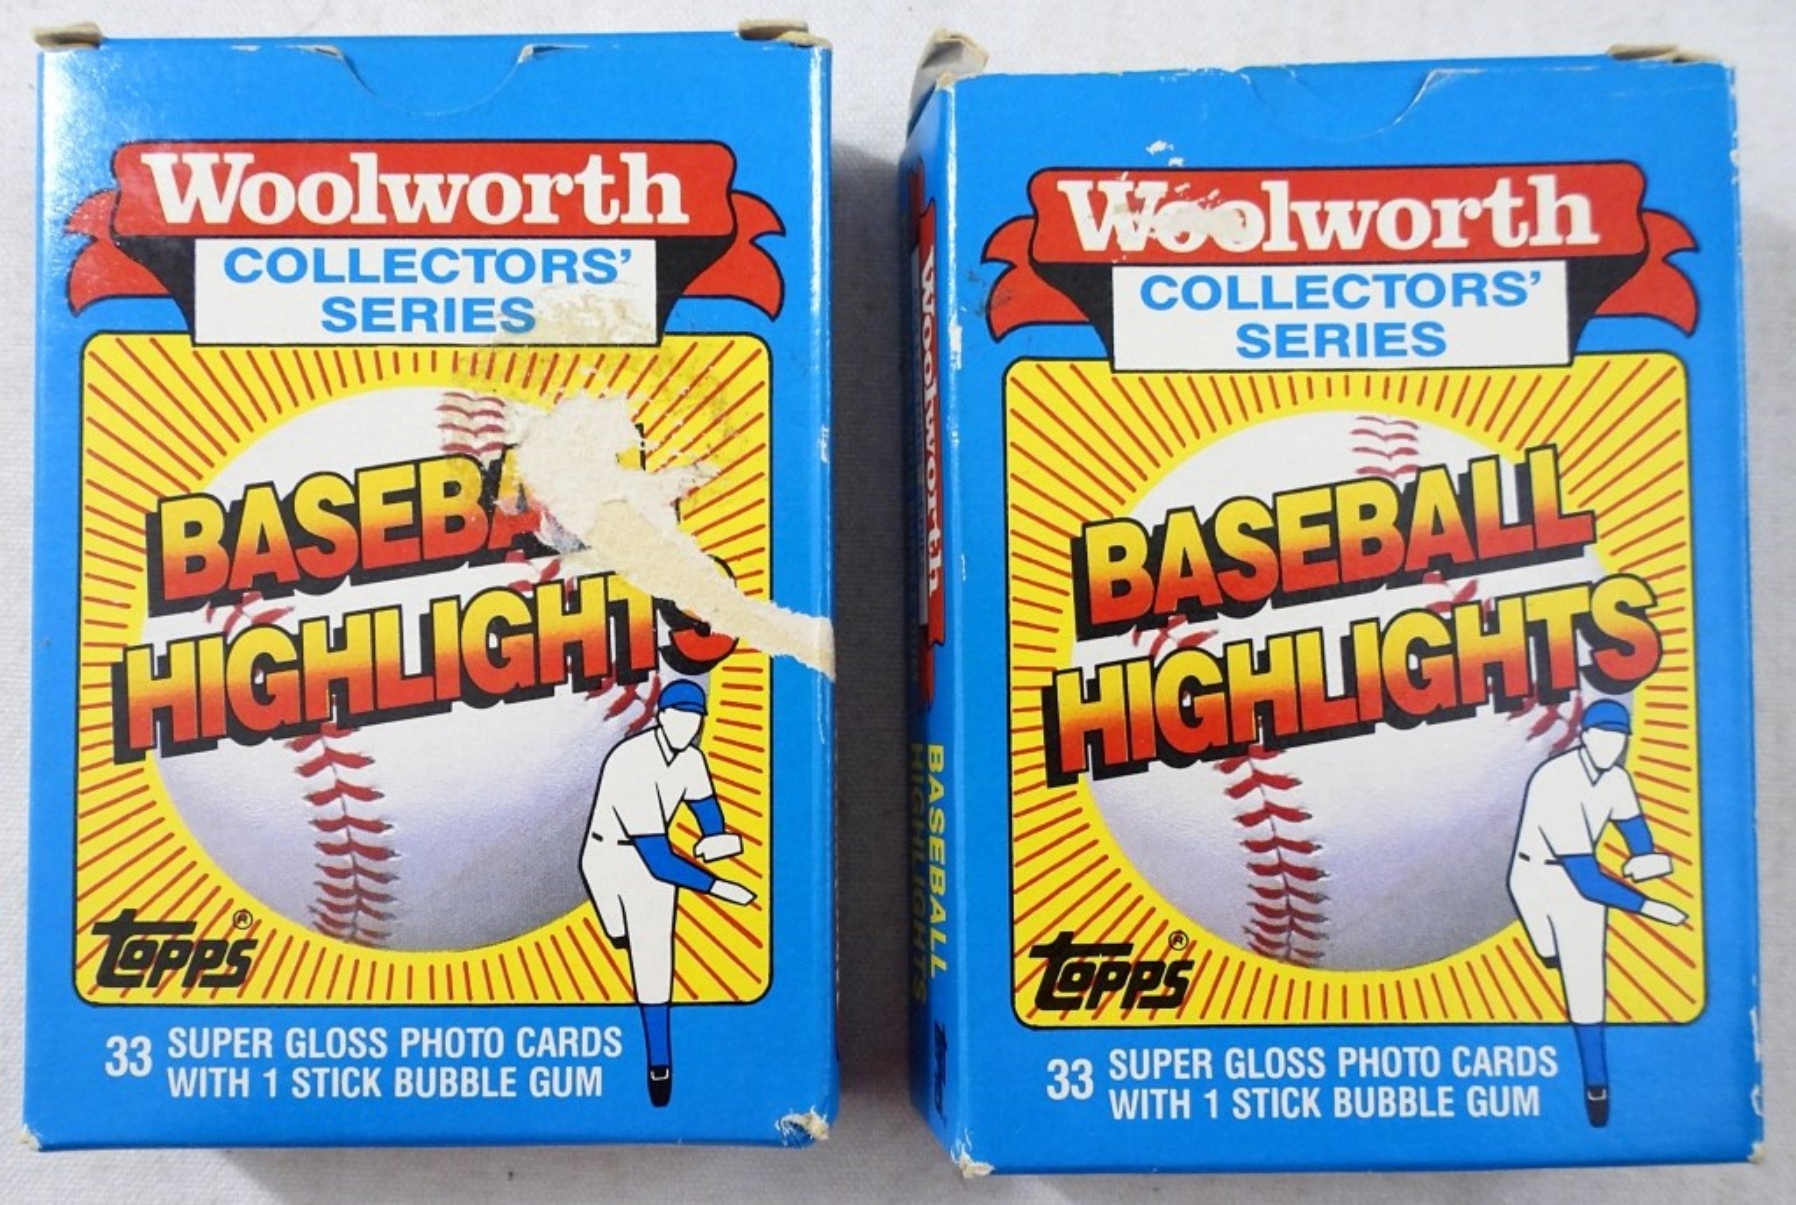 Woolworth
COLLECTORS'
SERIES
HIGHLIGHTS
TOPPS®
33 SUPER GLOSS PHOTO CARDS
WITH 1 STICK BUBBLE GUM
Woolworth
BASEBALL
HIGHLIGHTS
Woolworth
COLLECTORS'
SERIES
BASEBALL
HIGHLIGHTS
TOPPS®
33 SUPER GLOSS PHOTO CARDS
WITH 1 STICK BUBBLE GUM